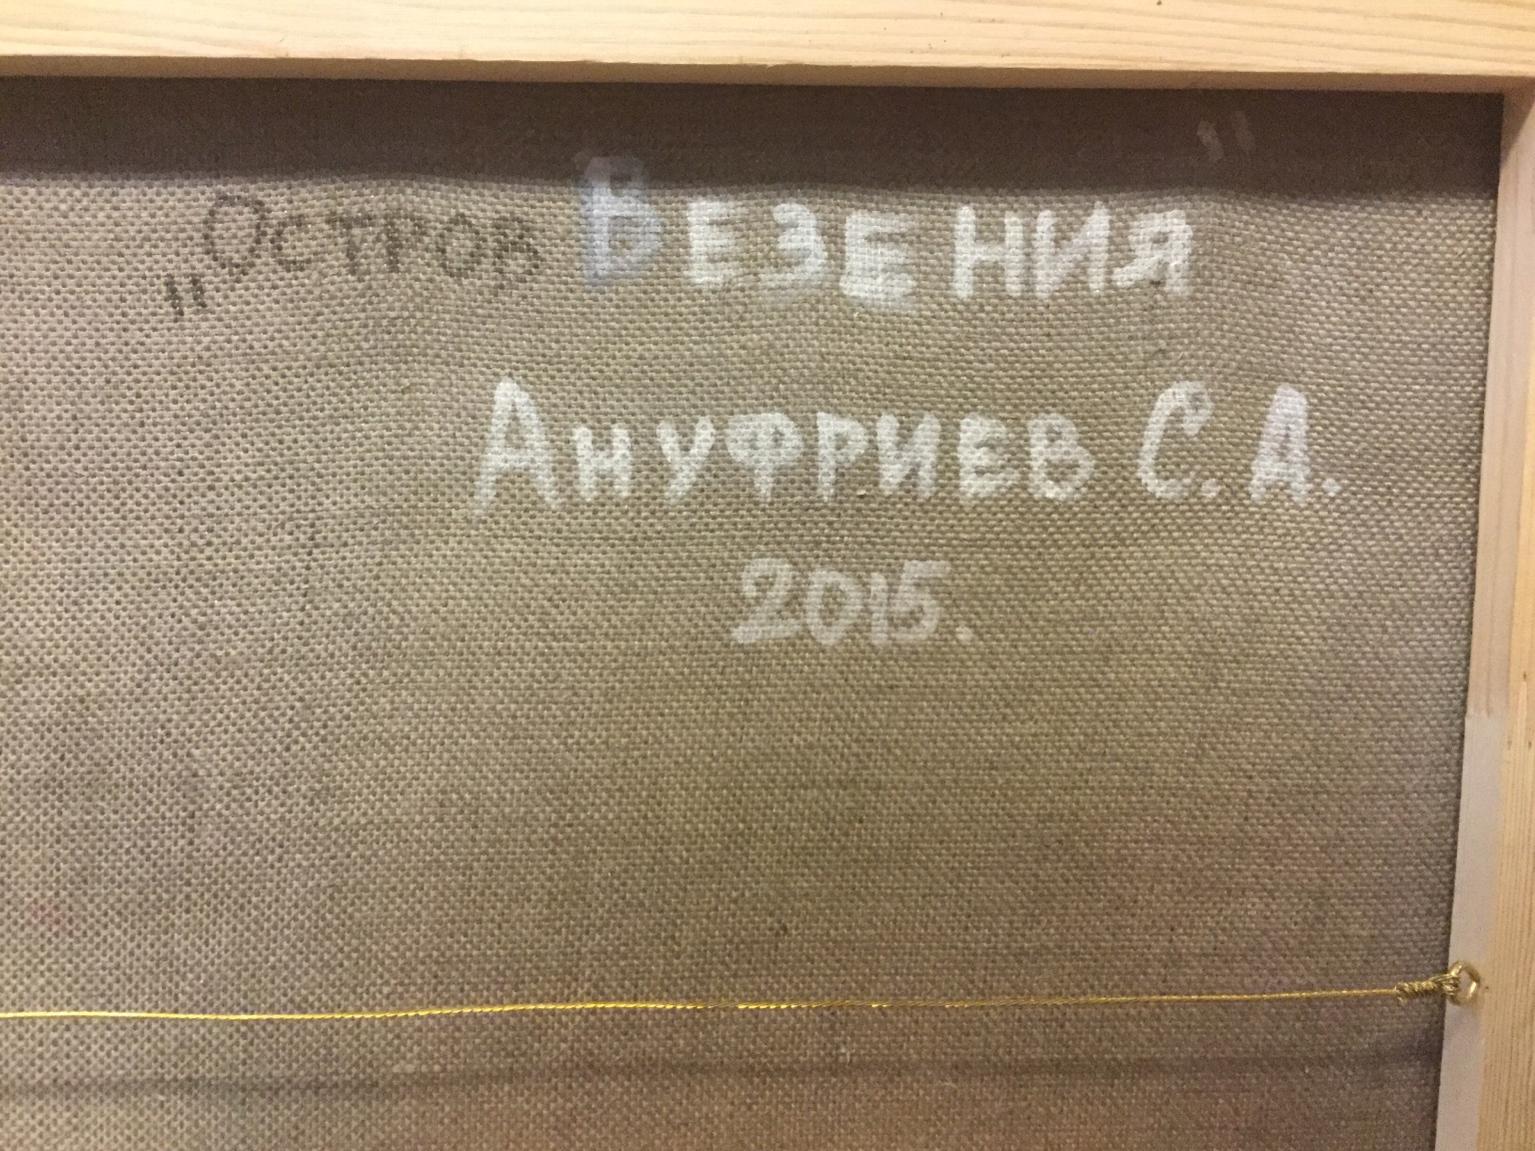 „Остров Везения"
Ануфриев С. А.
2015.